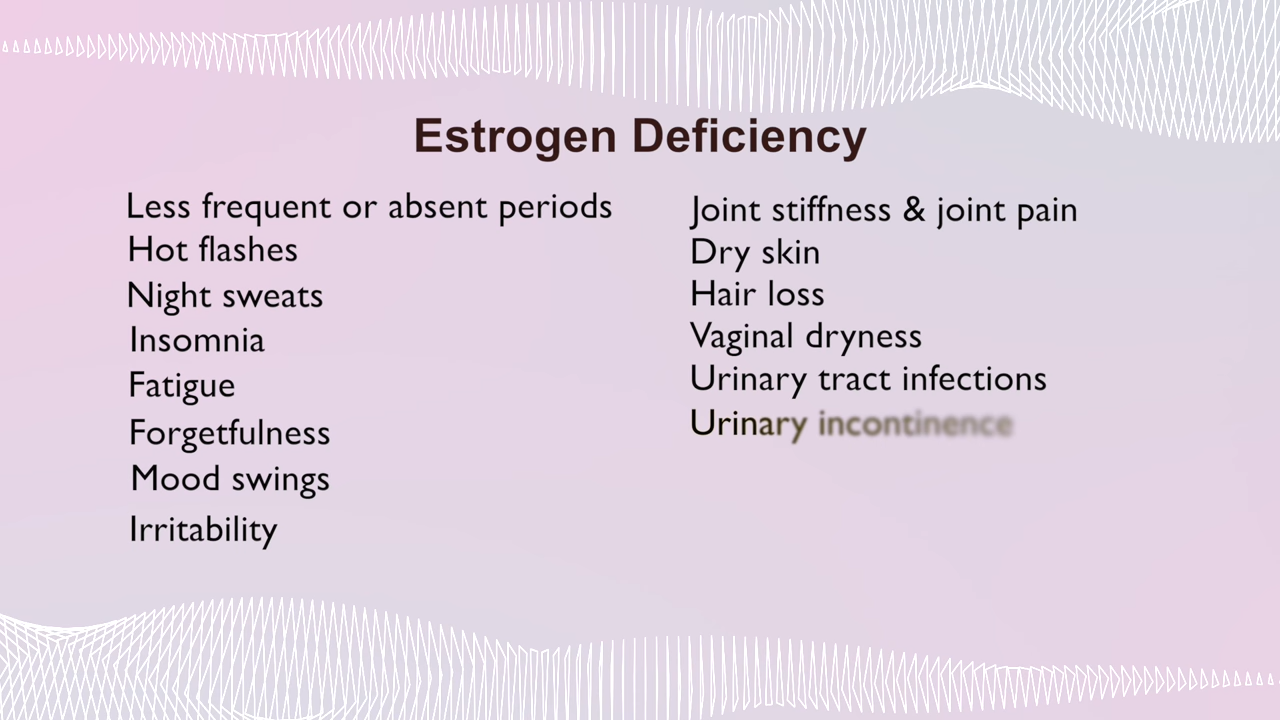 Estrogen Deficiency
Less frequent or absent periods
Hot flashes
Night sweats
Insomnia
Fatigue
Forgetfulness
Mood swings
Irritability
Joint stiffness & joint pain
Dry skin
Hair loss
Vaginal dryness
Urinary tract infections
Urinary incontinence